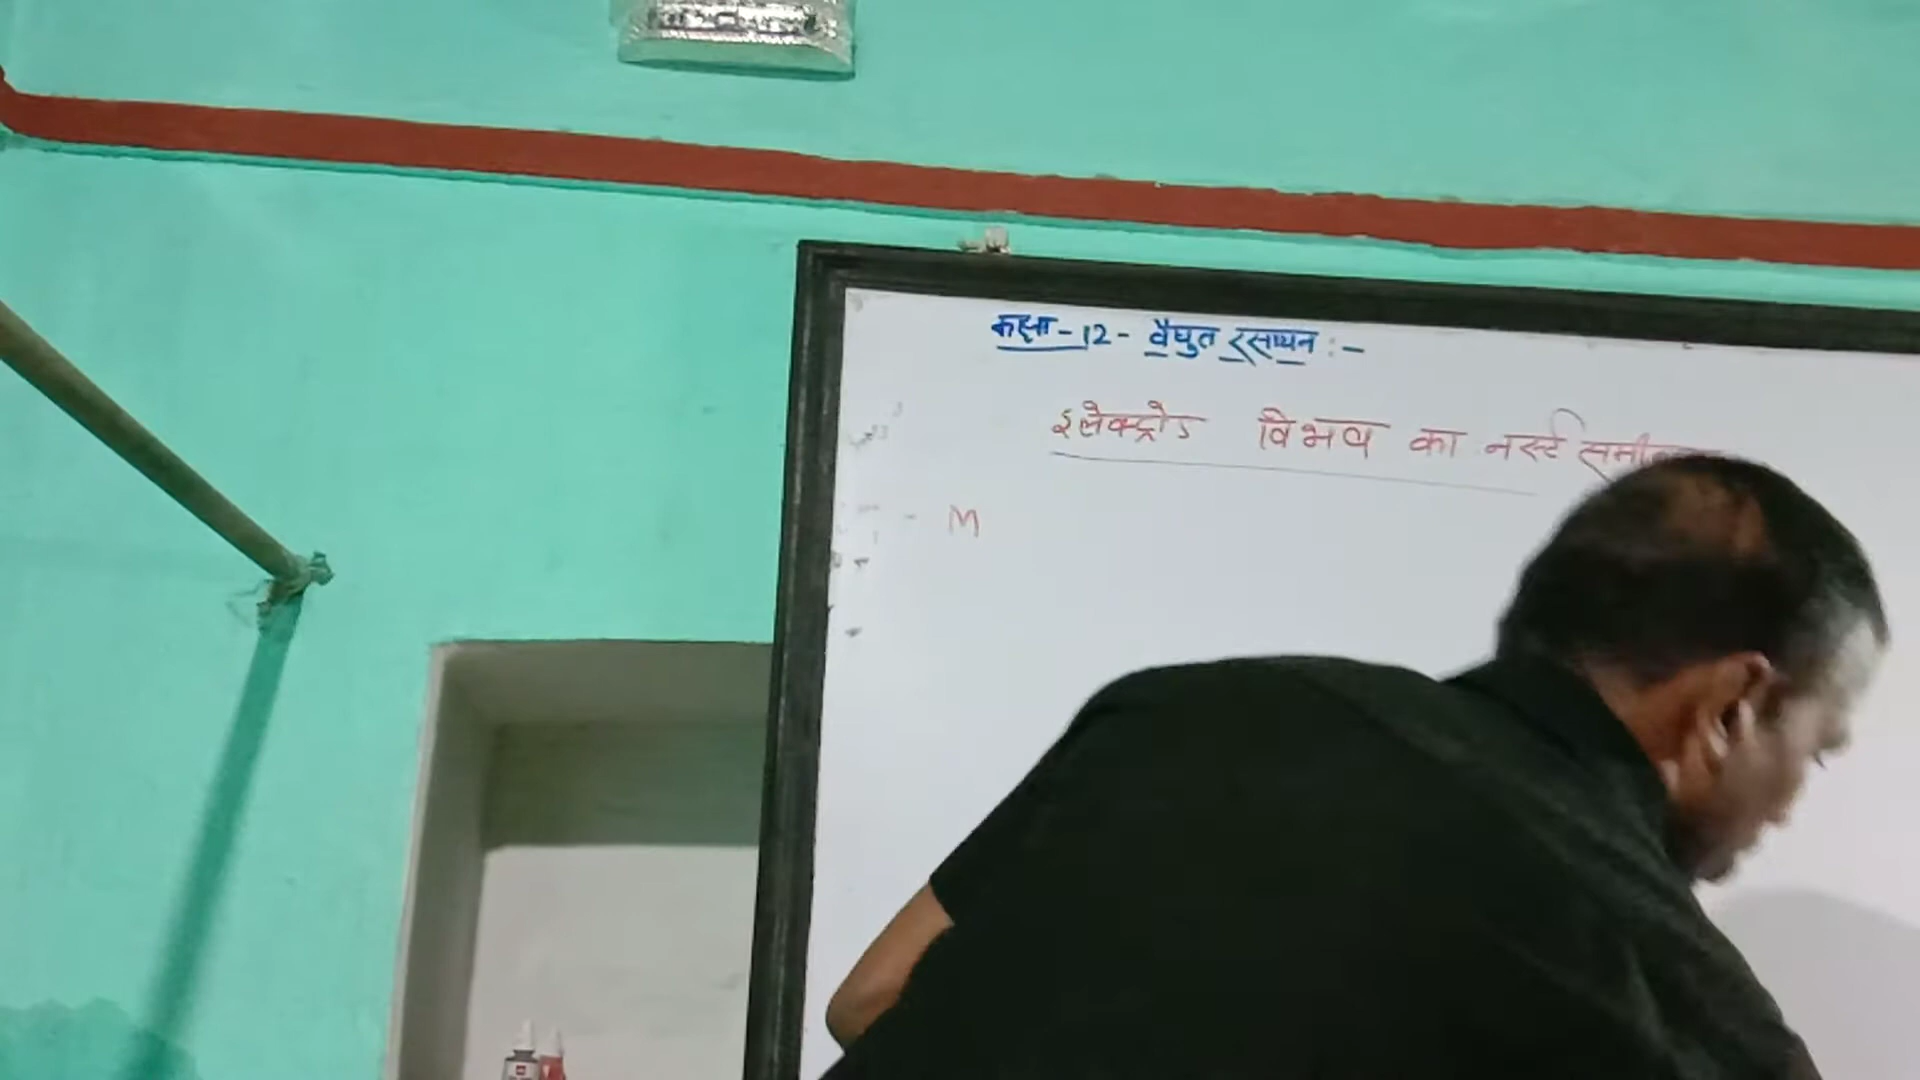 कक्षा - 12 - वैद्युत रसायन : -
इलेक्ट्रोड विभव का नर्स्ट
M